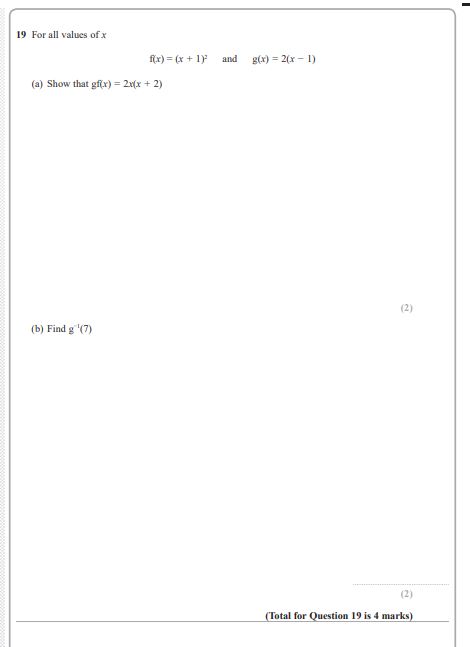 19 For all values of x
f(x) = (x + 1)² and g(x) = 2(x − 1)
(a) Show that gf(x) = 2x(x + 2)
(2)
(b) Find g⁻¹(7)
(2)
(Total for Question 19 is 4 marks)